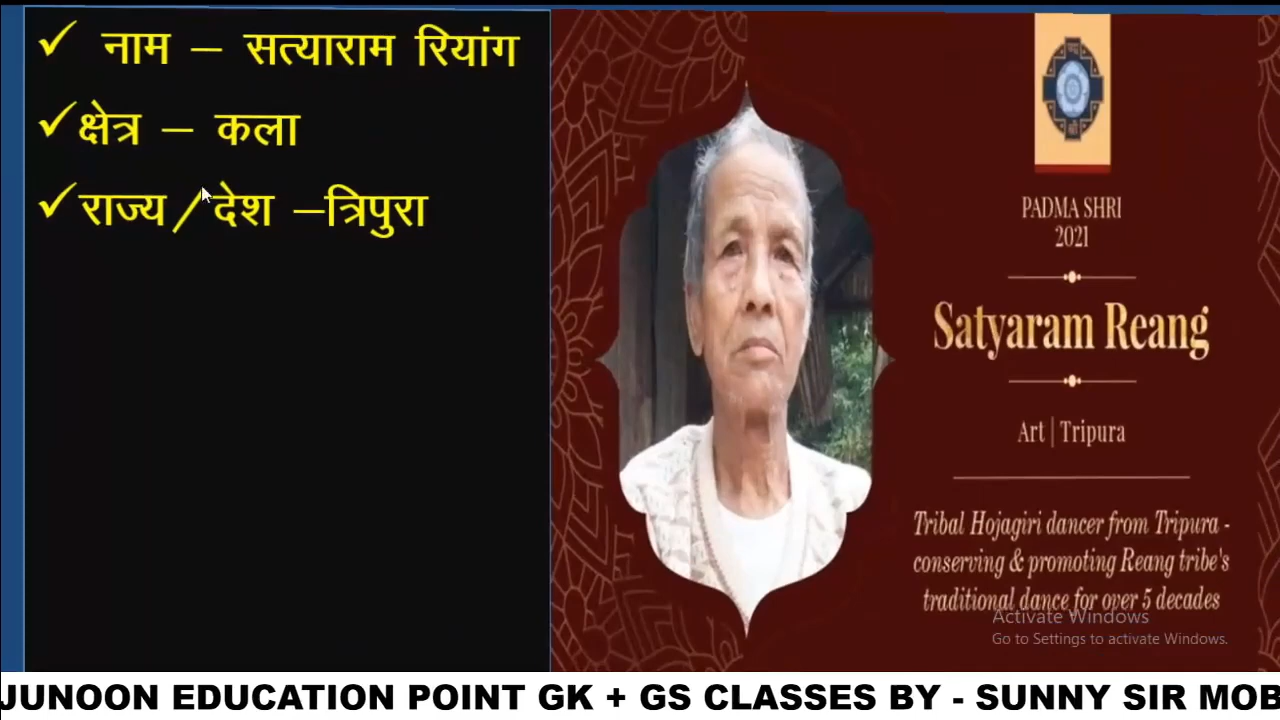 ✓ नाम – सत्याराम रियांग
✓ क्षेत्र – कला
✓ राज्य/देश –त्रिपुरा
PADMA SHRI
2021
Satyaram Reang
Art | Tripura
Tribal Hojagiri dancer from Tripura -
conserving & promoting Reang tribe's
traditional dance for over 5 decades
Activate Windows
Go to Settings to activate Windows.
JUNOON EDUCATION POINT GK + GS CLASSES BY - SUNNY SIR MOB